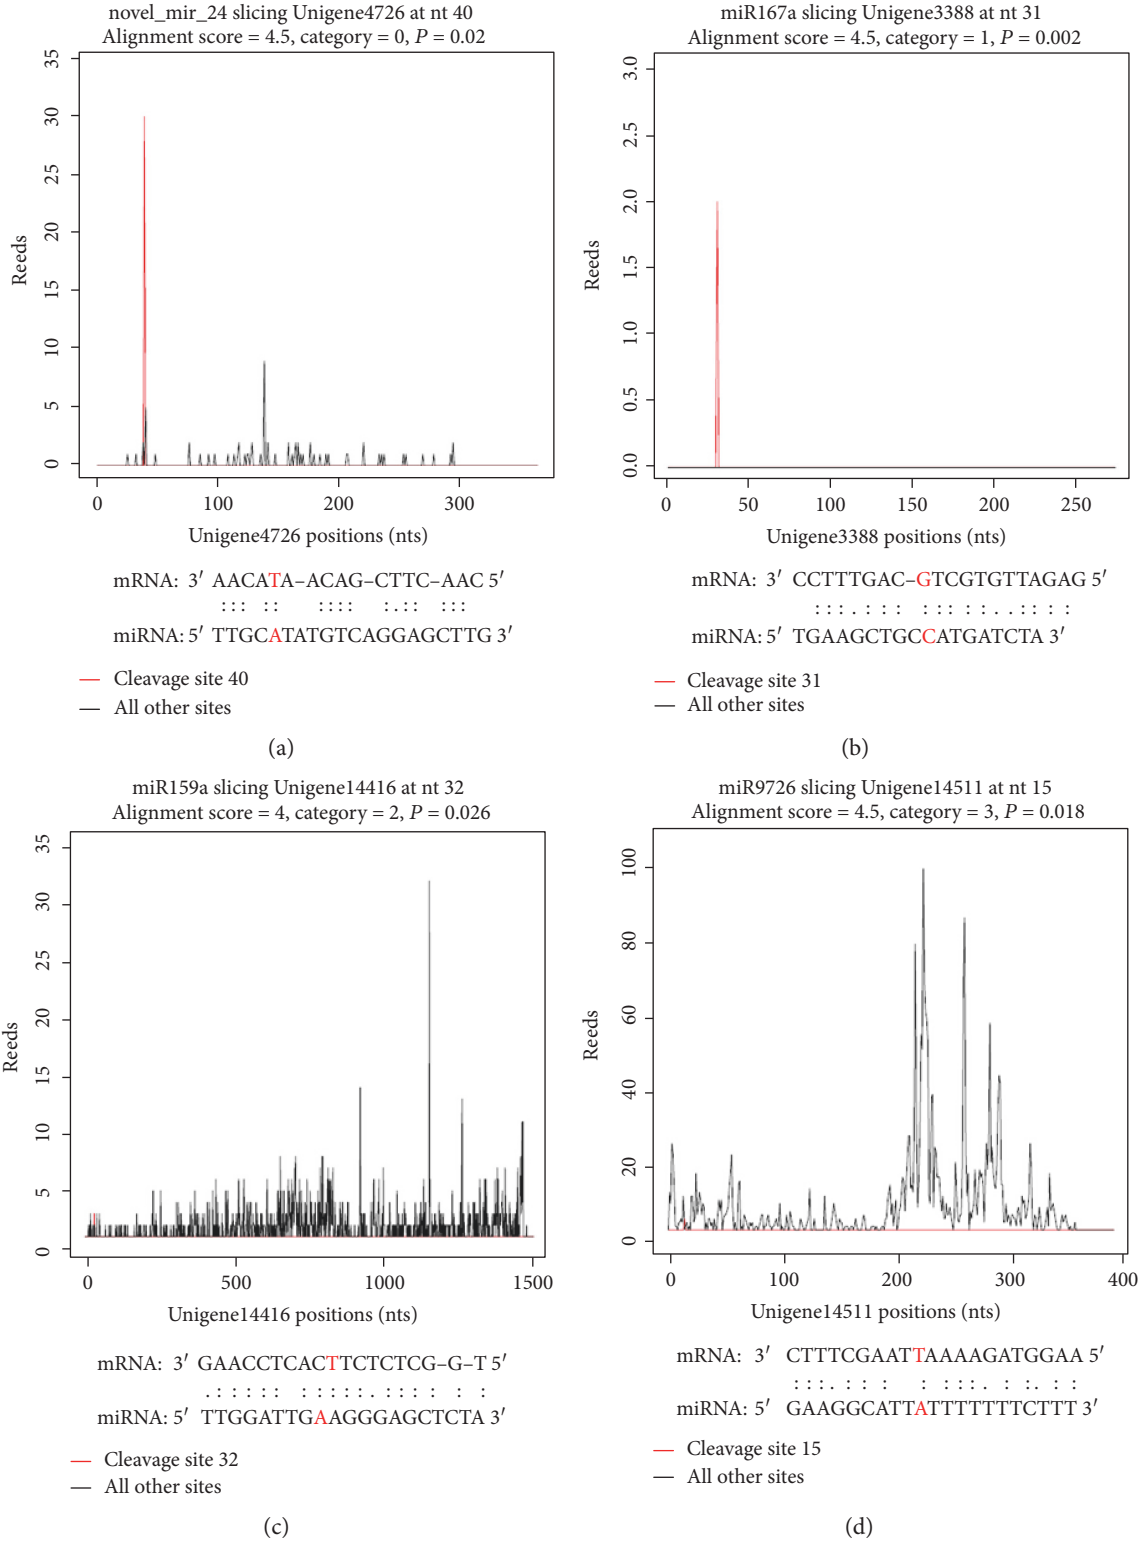 novel_mir_24 slicing Unigene4726 at nt 40
Alignment score = 4.5, category = 0, P = 0.02
35
30
25
20
15
10
5
0
Reeds
0 100 200 300
Unigene4726 positions (nts)
mRNA: 3′ AACATA–ACAG–CTTC–AAC 5′
::: :: :::: :.:: :::
miRNA: 5′ TTGCATATGTCAGGAGCTTG 3′
Cleavage site 40
All other sites
(a)
miR167a slicing Unigene3388 at nt 31
Alignment score = 4.5, category = 1, P = 0.002
3.0
2.5
2.0
1.5
1.0
0.5
0.0
Reeds
0 50 100 150 200 250
Unigene3388 positions (nts)
mRNA: 3′ CCTTTGAC–GTCGTGTTAGAG 5′
:::.::: ::: ::..::::
miRNA: 5′ TGAAGCTGCCATGATCTA 3′
Cleavage site 31
All other sites
(b)
miR159a slicing Unigene14416 at nt 32
Alignment score = 4, category = 2, P = 0.026
35
30
25
20
15
10
5
0
Reeds
0 500 1000 1500
Unigene14416 positions (nts)
mRNA: 3′ GAACCTCACTTCTCTCG–G–T 5′
.::::: :::::.:::: : :
miRNA: 5′ TTGGATTGAAGGGAGCTCTA 3′
Cleavage site 32
All other sites
(c)
miR9726 slicing Unigene14511 at nt 15
Alignment score = 4.5, category = 3, P = 0.018
100
80
60
40
20
0
Reeds
0 100 200 300 400
Unigene14511 positions (nts)
mRNA: 3′ CTTTCGAATTAAAAGATGGAA 5′
:::.::: : :::. : :. ::
miRNA: 5′ GAAGGCATTATTTTTTTCTTT 3′
Cleavage site 15
All other sites
(d)